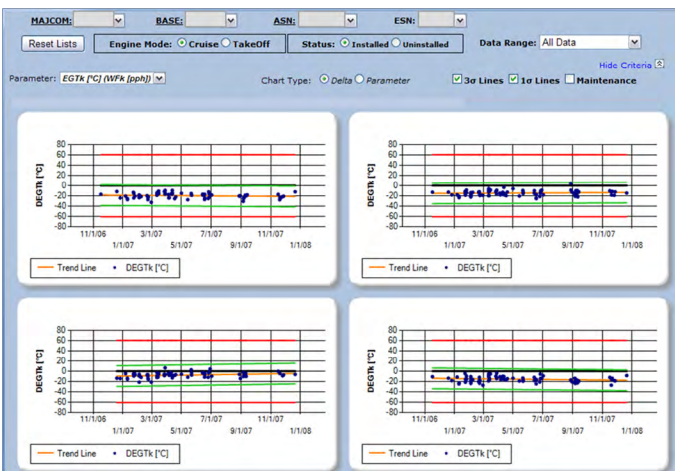 MAJCOM: BASE: ASN: ESN:
Reset Lists Engine Mode: Cruise TakeOff Status: Installed Uninstalled Data Range: All Data
Hide Criteria
Parameter: EGTk [°C] (WFk [pph]) Chart Type: Delta Parameter 3σ Lines 1σ Lines Maintenance
80
60
40
20
0
-20
-40
-60
-80
DEGTk [°C]
11/1/06 3/1/07 7/1/07 11/1/07
1/1/07 5/1/07 9/1/07 1/1/08
Trend Line DEGTk [°C]
80
60
40
20
0
-20
-40
-60
-80
DEGTk [°C]
11/1/06 3/1/07 7/1/07 11/1/07
1/1/07 5/1/07 9/1/07 1/1/08
Trend Line DEGTk [°C]
80
60
40
20
0
-20
-40
-60
-80
DEGTk [°C]
11/1/06 3/1/07 7/1/07 11/1/07
1/1/07 5/1/07 9/1/07 1/1/08
Trend Line DEGTk [°C]
80
60
40
20
0
-20
-40
-60
-80
DEGTk [°C]
11/1/06 3/1/07 7/1/07 11/1/07
1/1/07 5/1/07 9/1/07 1/1/08
Trend Line DEGTk [°C]